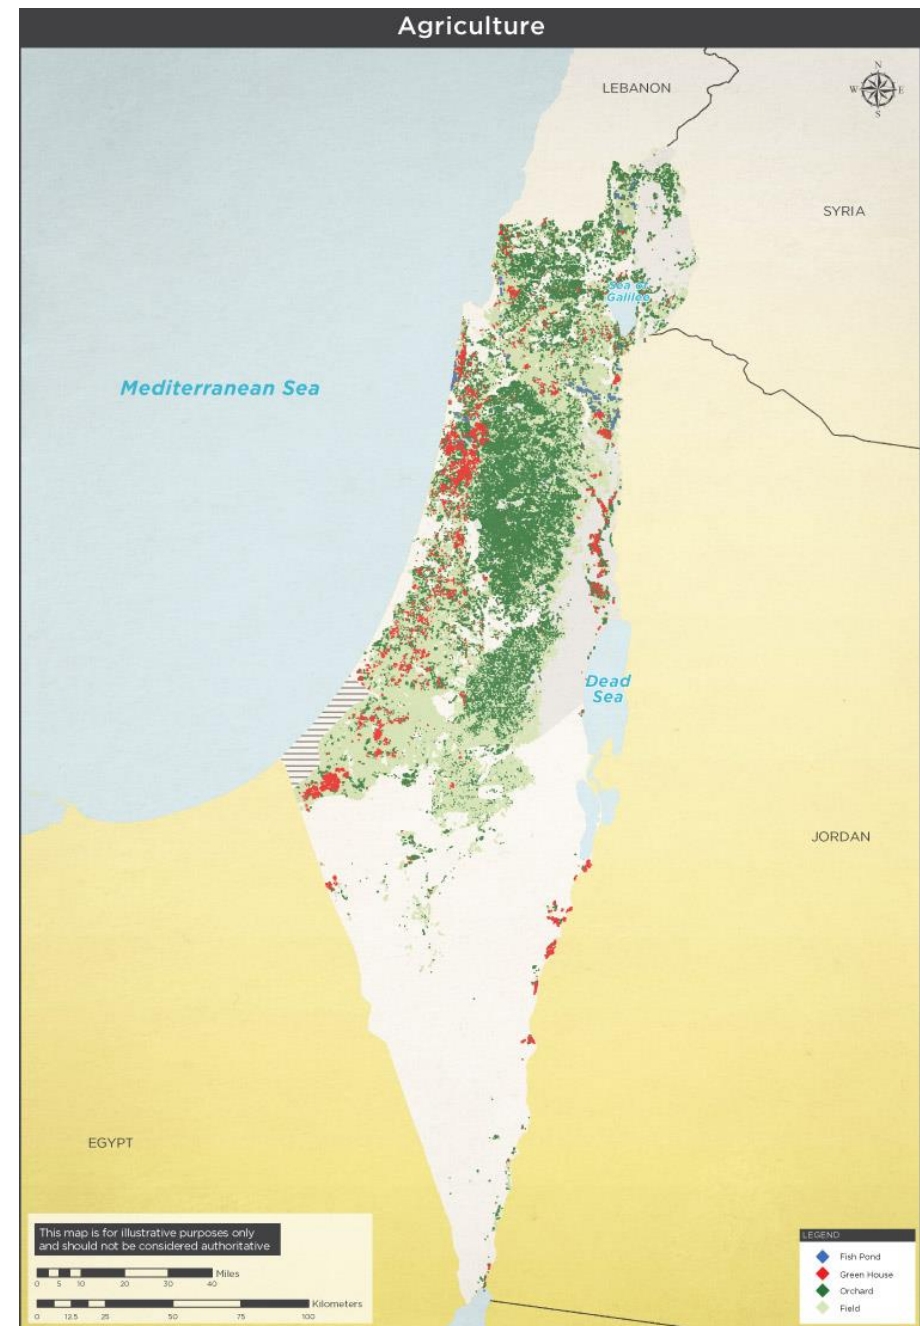 Agriculture
LEBANON
N
W
E
S
SYRIA
Sea of
Galilee
Mediterranean Sea
Dead
Sea
JORDAN
EGYPT
This map is for illustrative purposes only
and should not be considered authoritative
Miles
0 5 10 20 30 40
Kilometers
0 12.5 25 50 75 100
LEGEND
Fish Pond
Green House
Orchard
Field